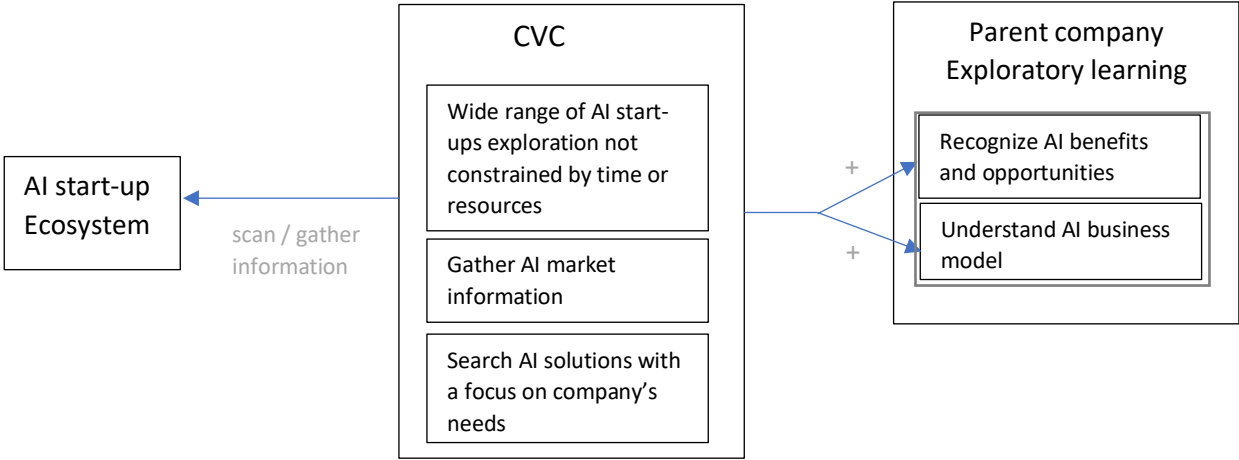 AI start-up
Ecosystem
scan / gather
information
CVC
Wide range of AI start-
ups exploration not
constrained by time or
resources
Gather AI market
information
Search AI solutions with
a focus on company’s
needs
+
+
Parent company
Exploratory learning
Recognize AI benefits
and opportunities
Understand AI business
model